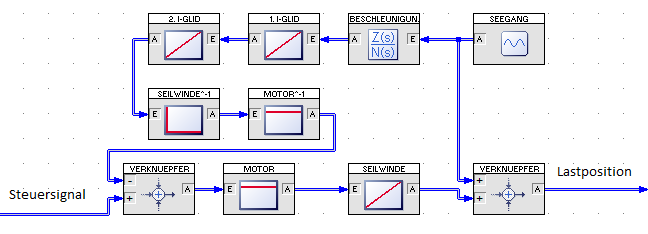 2. I-GLID 1. I-GLID BESCHLEUNIGUN. SEEGANG
A E A E A Z(s) E A
N(s)
SEILWINDE^-1 MOTOR^-1
E A E A
VERKNUEPFER MOTOR SEILWINDE VERKNUEPFER
Lastposition
- + A E A E A + + A
Steuersignal